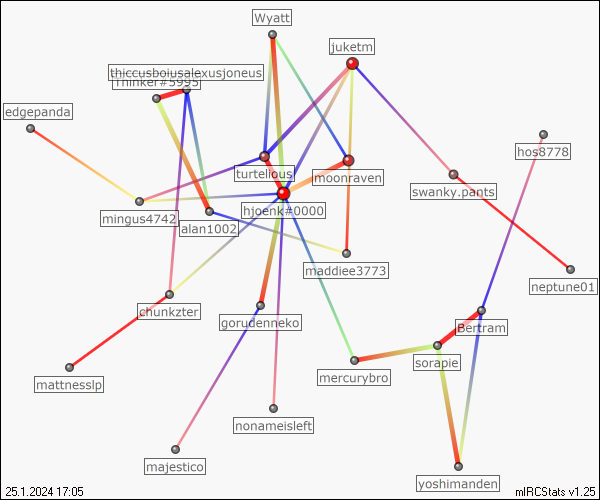 Wyatt
juketm
thiccusboiusalexusjoneus
Thinker#5995
edgepanda
hos8778
turtellous
moonraven
swanky.pants
hjoenk#0000
mingus4742
alan1002
maddiee3773
neptune01
chunkzter
gorudenneko
Bertram
sorapie
mercurybro
mattnesslp
nonameisleft
majestico
yoshimanden
25.1.2024 17:05
mIRCStats v1.25